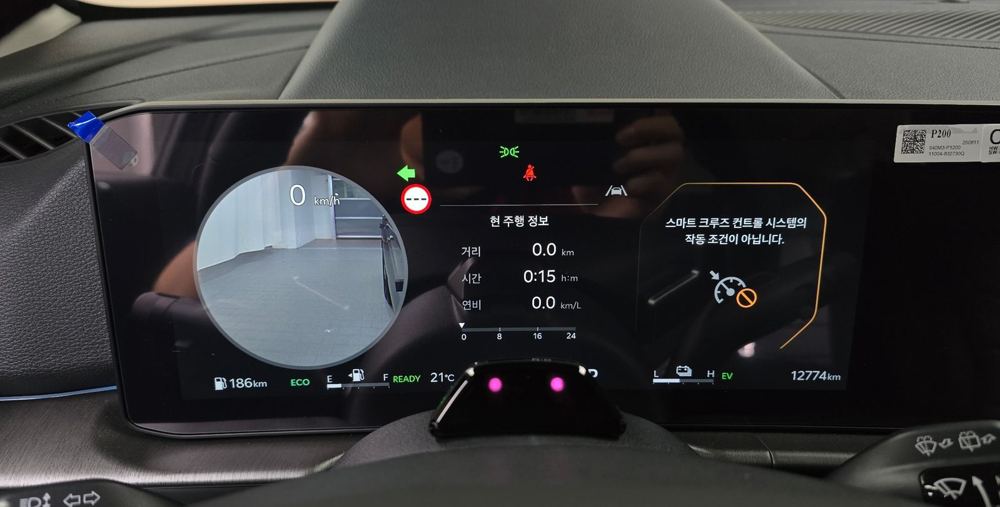 P200
0 km/h
현 주행 정보
거리 0.0 km
시간 0:15 h:m
연비 0.0 km/L
0 8 16 24
스마트 크루즈 컨트롤 시스템의
작동 조건이 아닙니다.
186km ECO E F READY 21°C
L H EV 12774 km